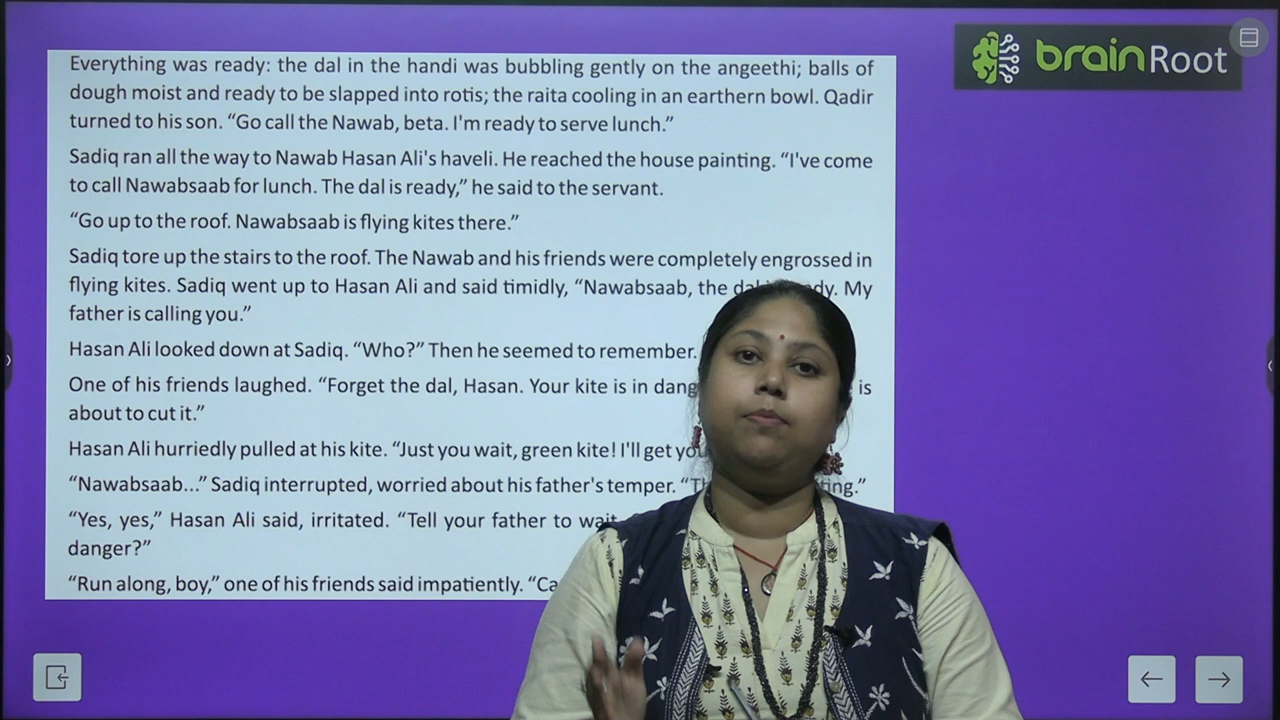 brainRoot
Everything was ready: the dal in the handi was bubbling gently on the angeethi; balls of
dough moist and ready to be slapped into rotis; the raita cooling in an earthern bowl. Qadir
turned to his son. “Go call the Nawab, beta. I'm ready to serve lunch.”
Sadiq ran all the way to Nawab Hasan Ali's haveli. He reached the house painting. “I've come
to call Nawabsaab for lunch. The dal is ready,” he said to the servant.
“Go up to the roof. Nawabsaab is flying kites there.”
Sadiq tore up the stairs to the roof. The Nawab and his friends were completely engrossed in
flying kites. Sadiq went up to Hasan Ali and said timidly, “Nawabsaab, the My
father is calling you.”
Hasan Ali looked down at Sadiq. “Who?” Then he seemed to remember.
One of his friends laughed. “Forget the dal, Hasan. Your kite is in is
about to cut it.”
Hasan Ali hurriedly pulled at his kite. “Just you wait, green kite! I'll get
“Nawabsaab...” Sadiq interrupted, worried about his father's temper.
“Yes, yes,” Hasan Ali said, irritated. “Tell your father to wait
danger?”
“Run along, boy,” one of his friends said impatiently.